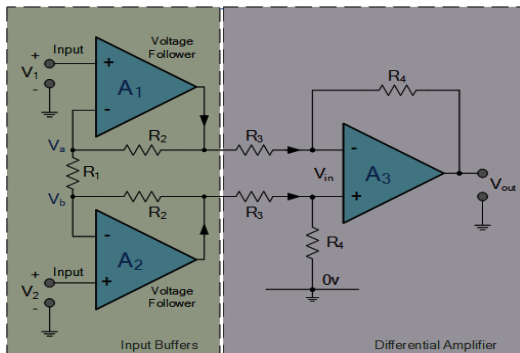 Voltage
Follower
+
Input
V1
-
+
A1
-
Va
R2
R1
Vb
R2
-
A2
+
+
Input
V2
-
Voltage
Follower
Input Buffers
R3
R4
-
Vin
A3
+
R3
R4
0v
Vout
Differential Amplifier